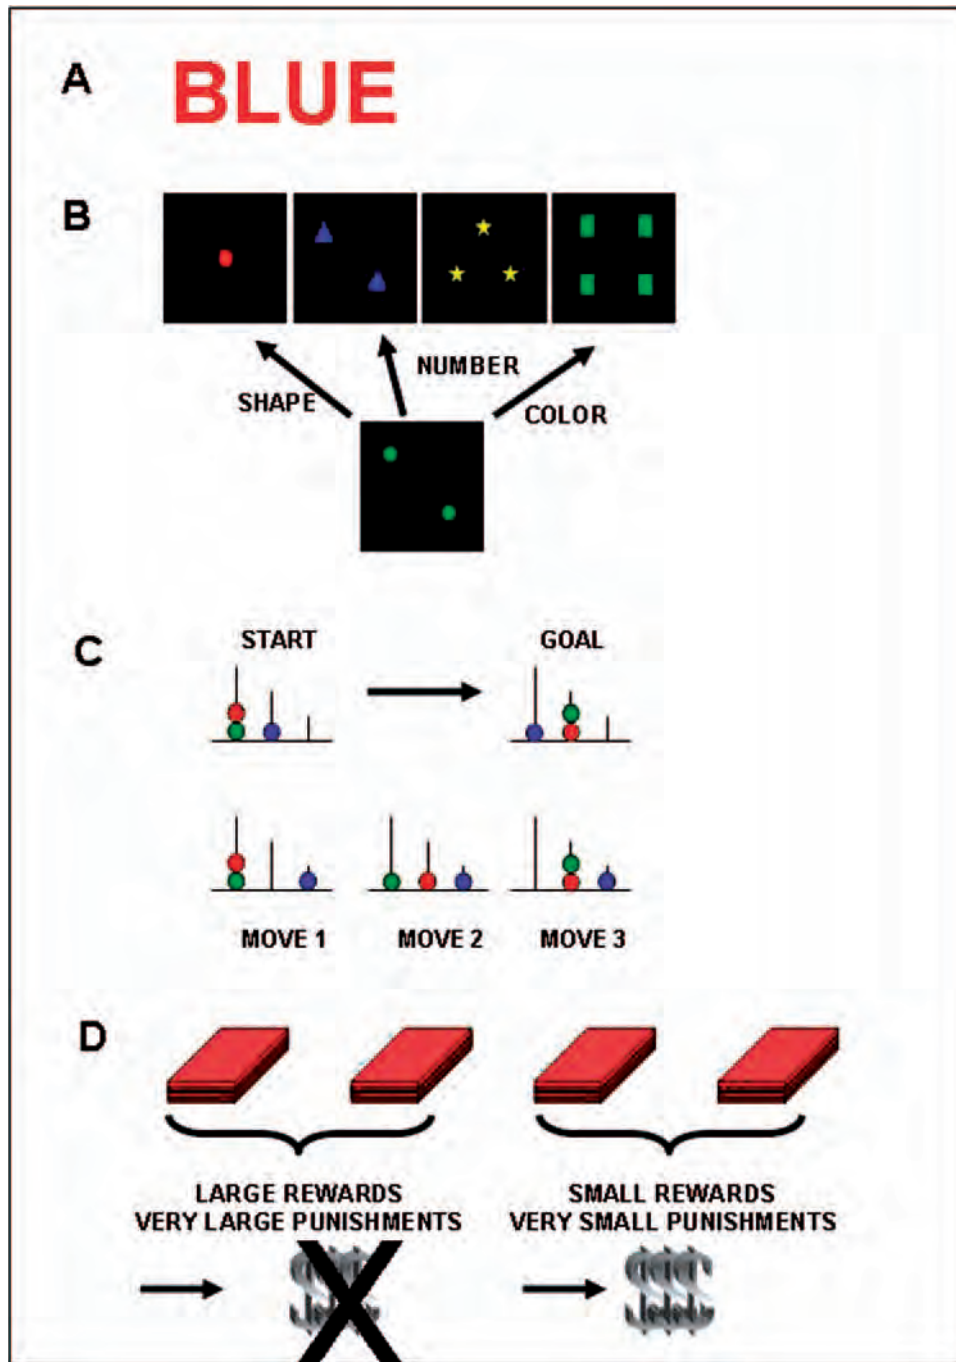 A
BLUE
B
NUMBER
SHAPE
COLOR
C
START
GOAL
MOVE 1
MOVE 2
MOVE 3
D
LARGE REWARDS
VERY LARGE PUNISHMENTS
SMALL REWARDS
VERY SMALL PUNISHMENTS
$$$
$$$